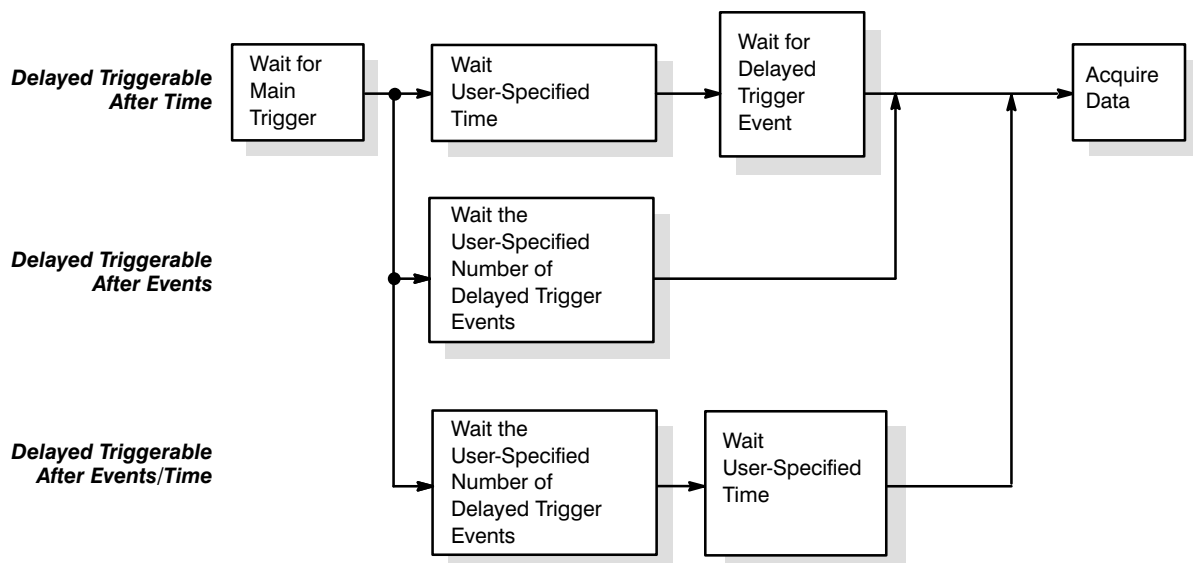 Delayed Triggerable
After Time
Wait for
Main
Trigger
Wait
User-Specified
Time
Wait for
Delayed
Trigger
Event
Acquire
Data
Delayed Triggerable
After Events
Wait the
User-Specified
Number of
Delayed Trigger
Events
Delayed Triggerable
After Events/Time
Wait the
User-Specified
Number of
Delayed Trigger
Events
Wait
User-Specified
Time